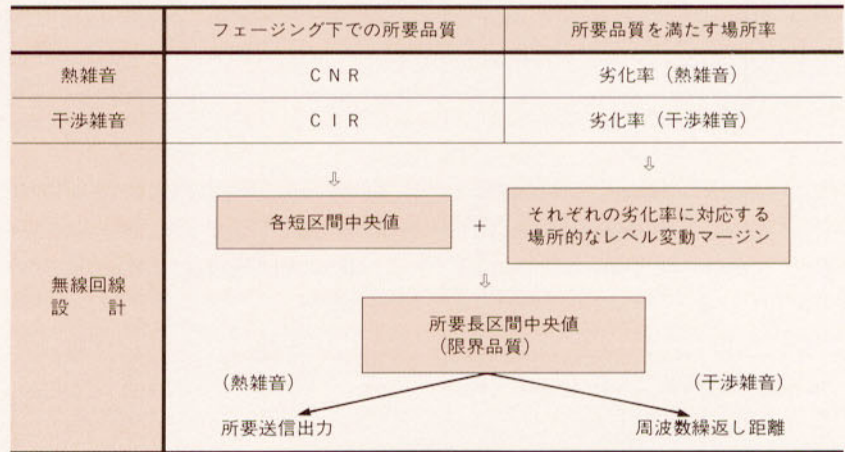 フェージング下での所要品質
所要品質を満たす場所率
熱雑音
CNR
劣化率(熱雑音)
干渉雑音
CIR
劣化率(干渉雑音)
無線回線
設計
⇩
⇩
各短区間中央値
+
それぞれの劣化率に対応する
場所的なレベル変動マージン
⇩
所要長区間中央値
(限界品質)
(熱雑音)
(干渉雑音)
所要送信出力
周波数繰返し距離